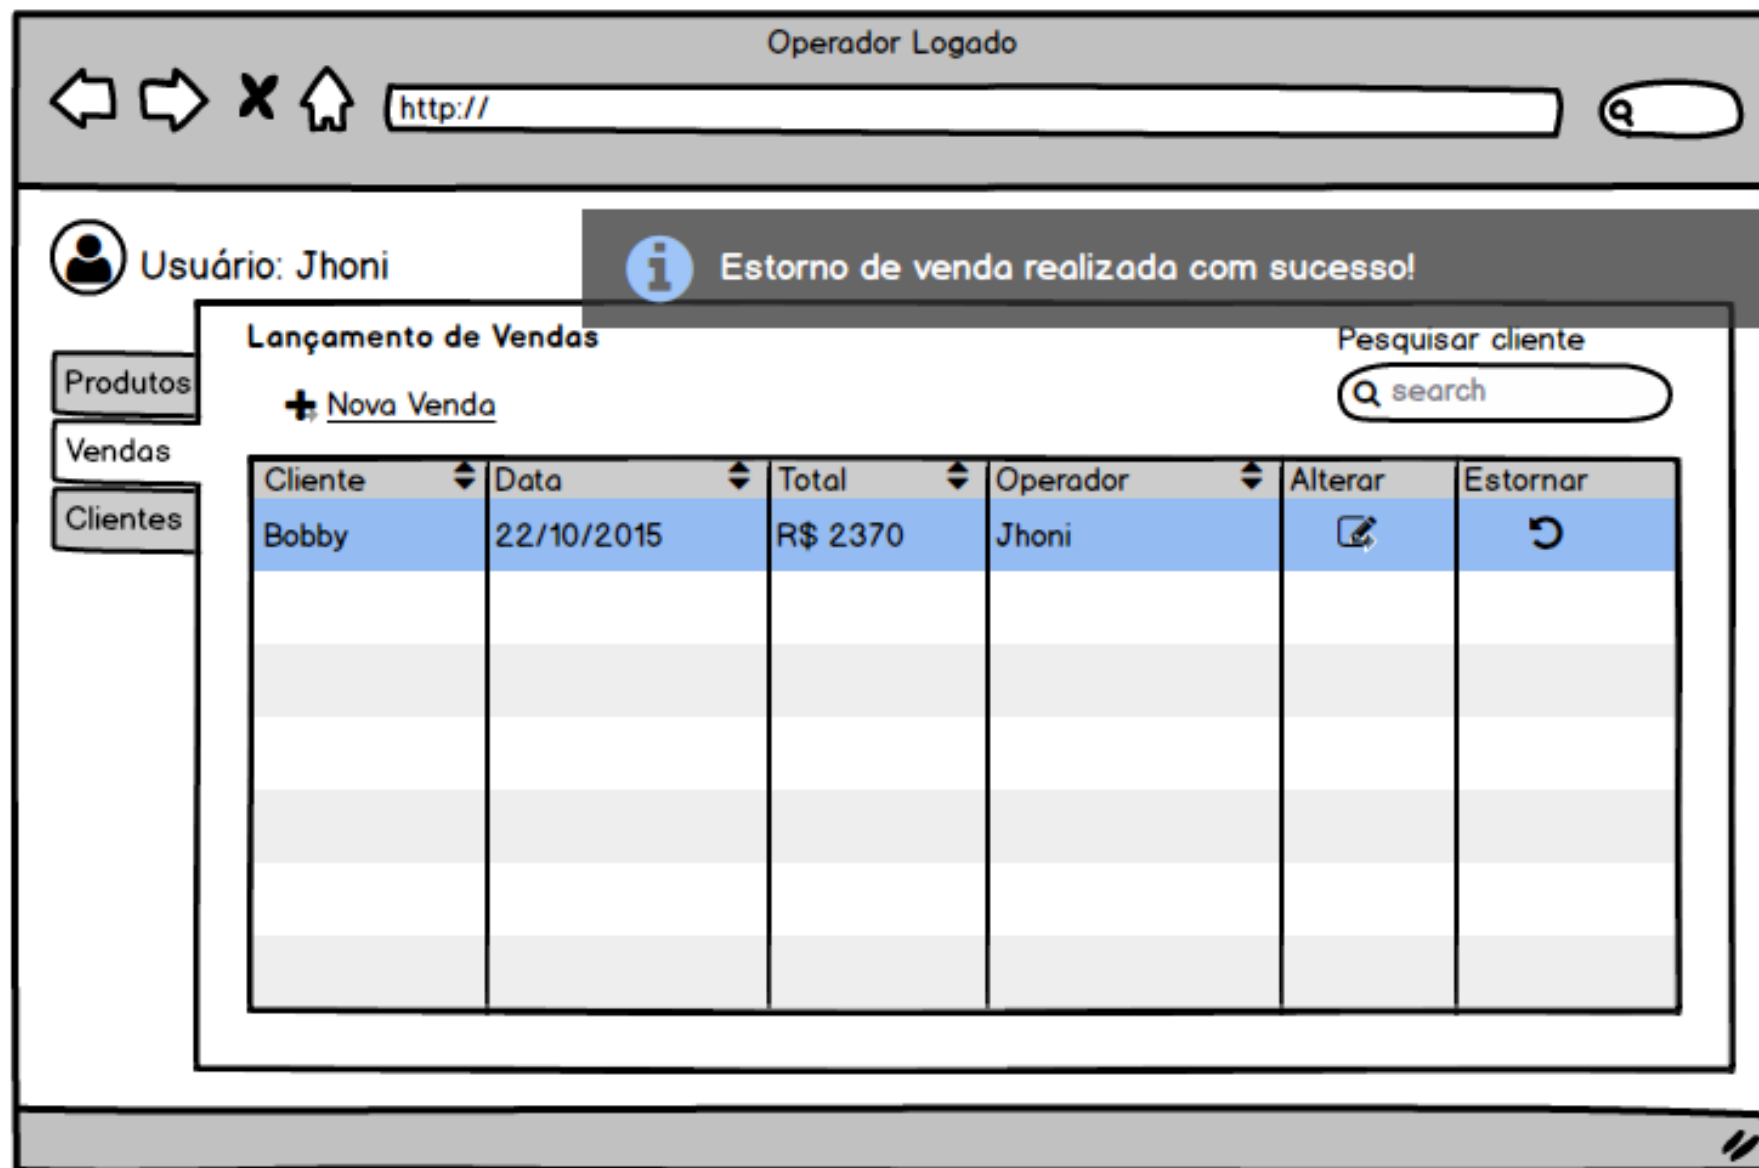 Operador Logado
http://
Usuário: Jhoni
Estorno de venda realizada com sucesso!
Lançamento de Vendas
Pesquisar cliente
Produtos
Nova Venda
search
Vendas
Cliente Data Total Operador Alterar Estornar
Clientes
Bobby 22/10/2015 R$ 2370 Jhoni